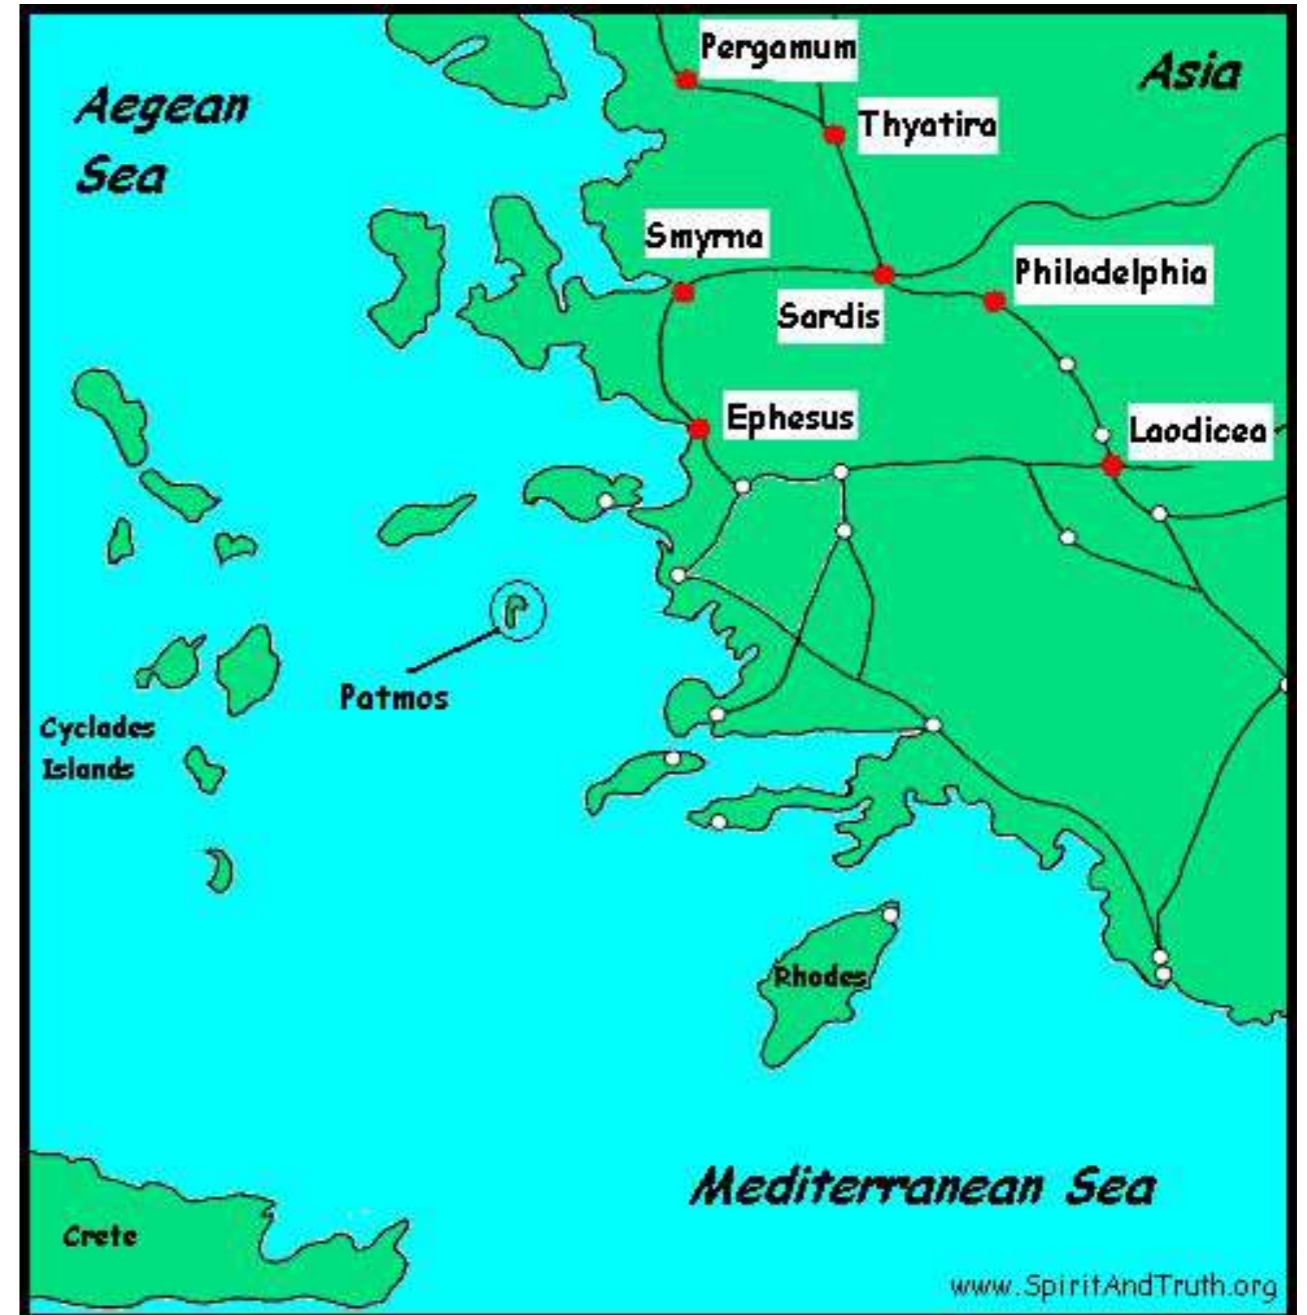 Pergamum
Asia
Aegean
Sea
Thyatira
Smyrna
Philadelphia
Sardis
Ephesus
Laodicea
Patmos
Cyclades
Islands
Rhodes
Mediterranean Sea
Crete
www.SpiritAndTruth.org